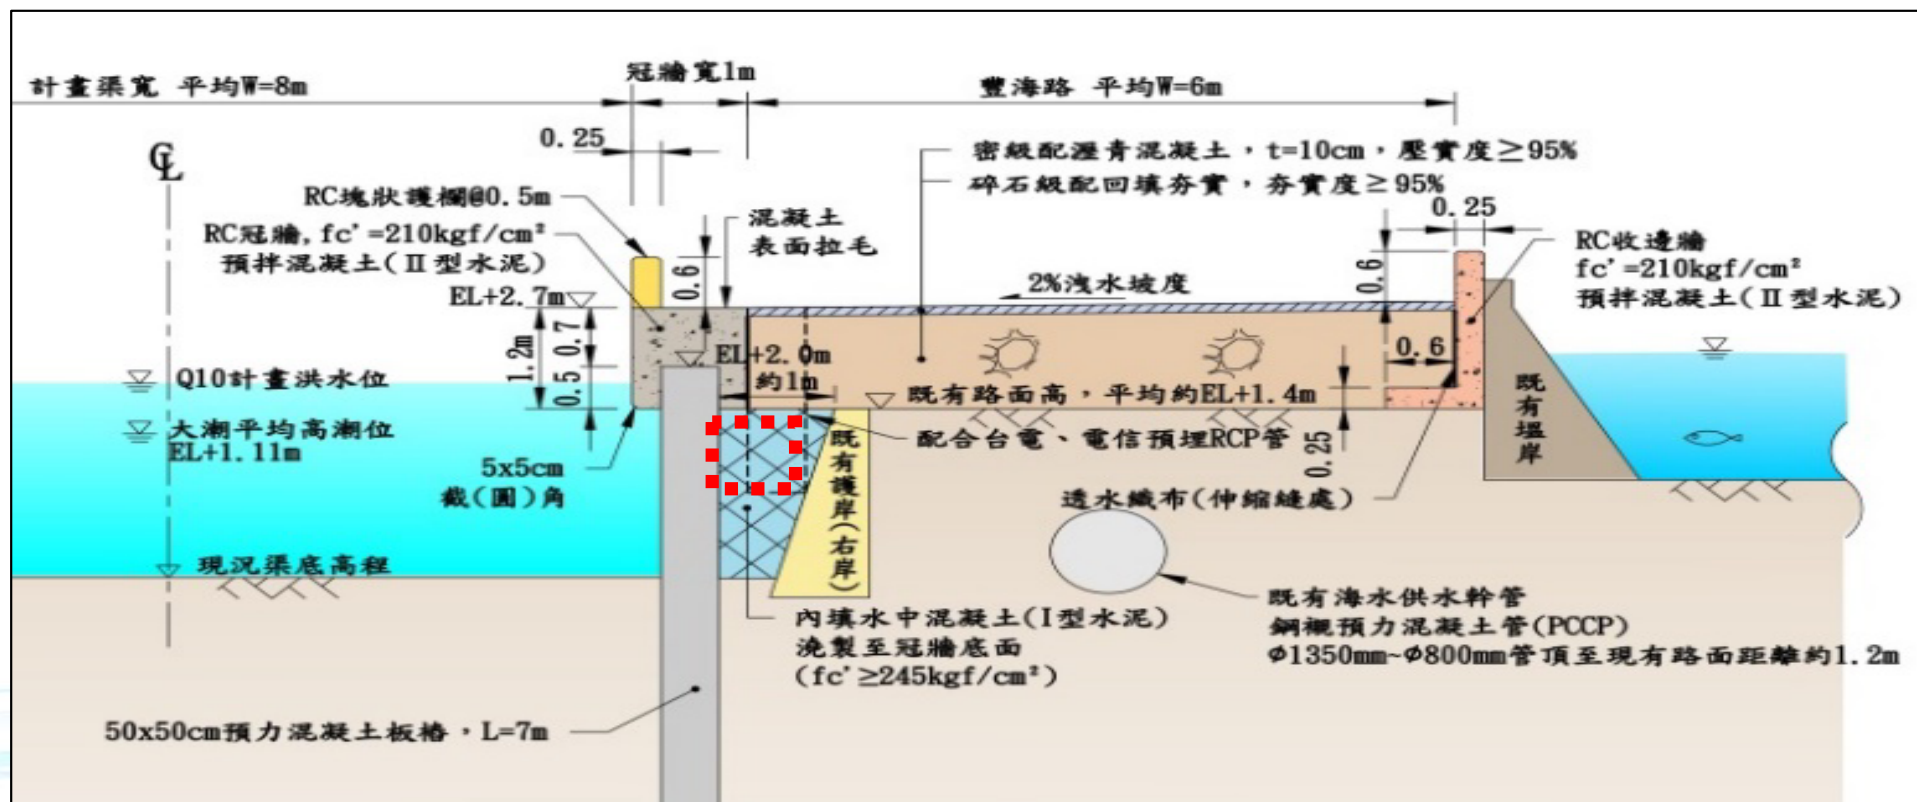 計畫渠寬 平均W=8m
冠牆寬1m
豐海路 平均W=6m
0.25
密級配瀝青混凝土，t=10cm，壓實度≥95%
碎石級配回填夯實，夯實度≥95%
RC塊狀護欄@0.5m
混凝土
表面拉毛
RC冠牆,fc'=210kgf/cm²
預拌混凝土(Ⅱ型水泥)
0.25
RC收邊牆
fc'=210kgf/cm²
預拌混凝土(Ⅱ型水泥)
EL+2.7m
0.6
2%洩水坡度
0.6
1.2m
0.7
0.5
EL+2.0m
約1m
0.6
Q10計畫洪水位
既有路面高，平均約EL+1.4m
既有塭岸
大潮平均高潮位
EL+1.11m
配合台電、電信預埋RCP管
0.25
5x5cm
截(圓)角
既有護岸(右岸)
透水織布(伸縮縫處)
現況渠底高程
內填水中混凝土(I型水泥)
澆製至冠牆底面
(fc'≥245kgf/cm²)
既有海水供水幹管
鋼襯預力混凝土管(PCCP)
Φ1350mm~Φ800mm管頂至現有路面距離約1.2m
50x50cm預力混凝土板樁，L=7m